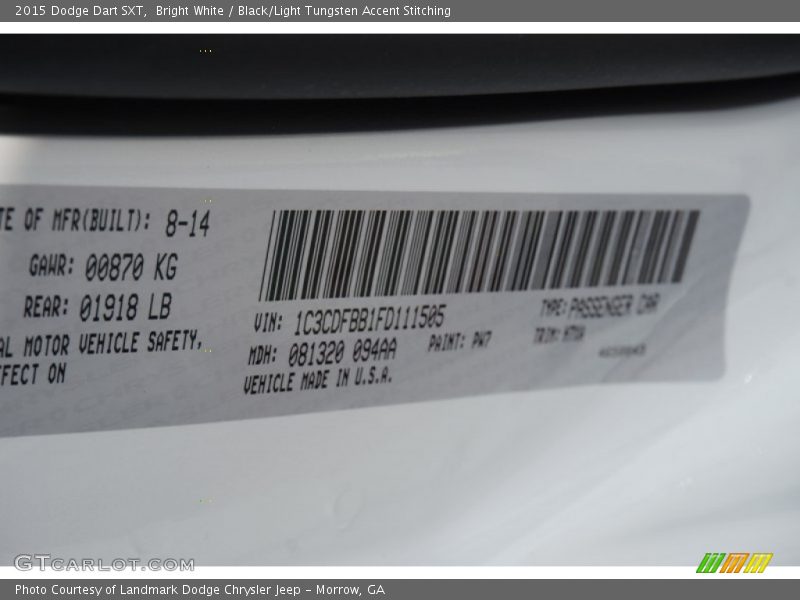 2015 Dodge Dart SXT, Bright White / Black/Light Tungsten Accent Stitching
TE OF MFR(BUILT): 8-14
GAWR: 00870 KG
REAR: 01918 LB
AL MOTOR VEHICLE SAFETY,
FFECT ON
VIN: 1C3CDFBB1FD111505
TYPE: PASSENGER CAR
MDH: 081320 094AA
PAINT: PW7
TRIM:
VEHICLE MADE IN U.S.A.
GTCARLOT.COM
Photo Courtesy of Landmark Dodge Chrysler Jeep - Morrow, GA